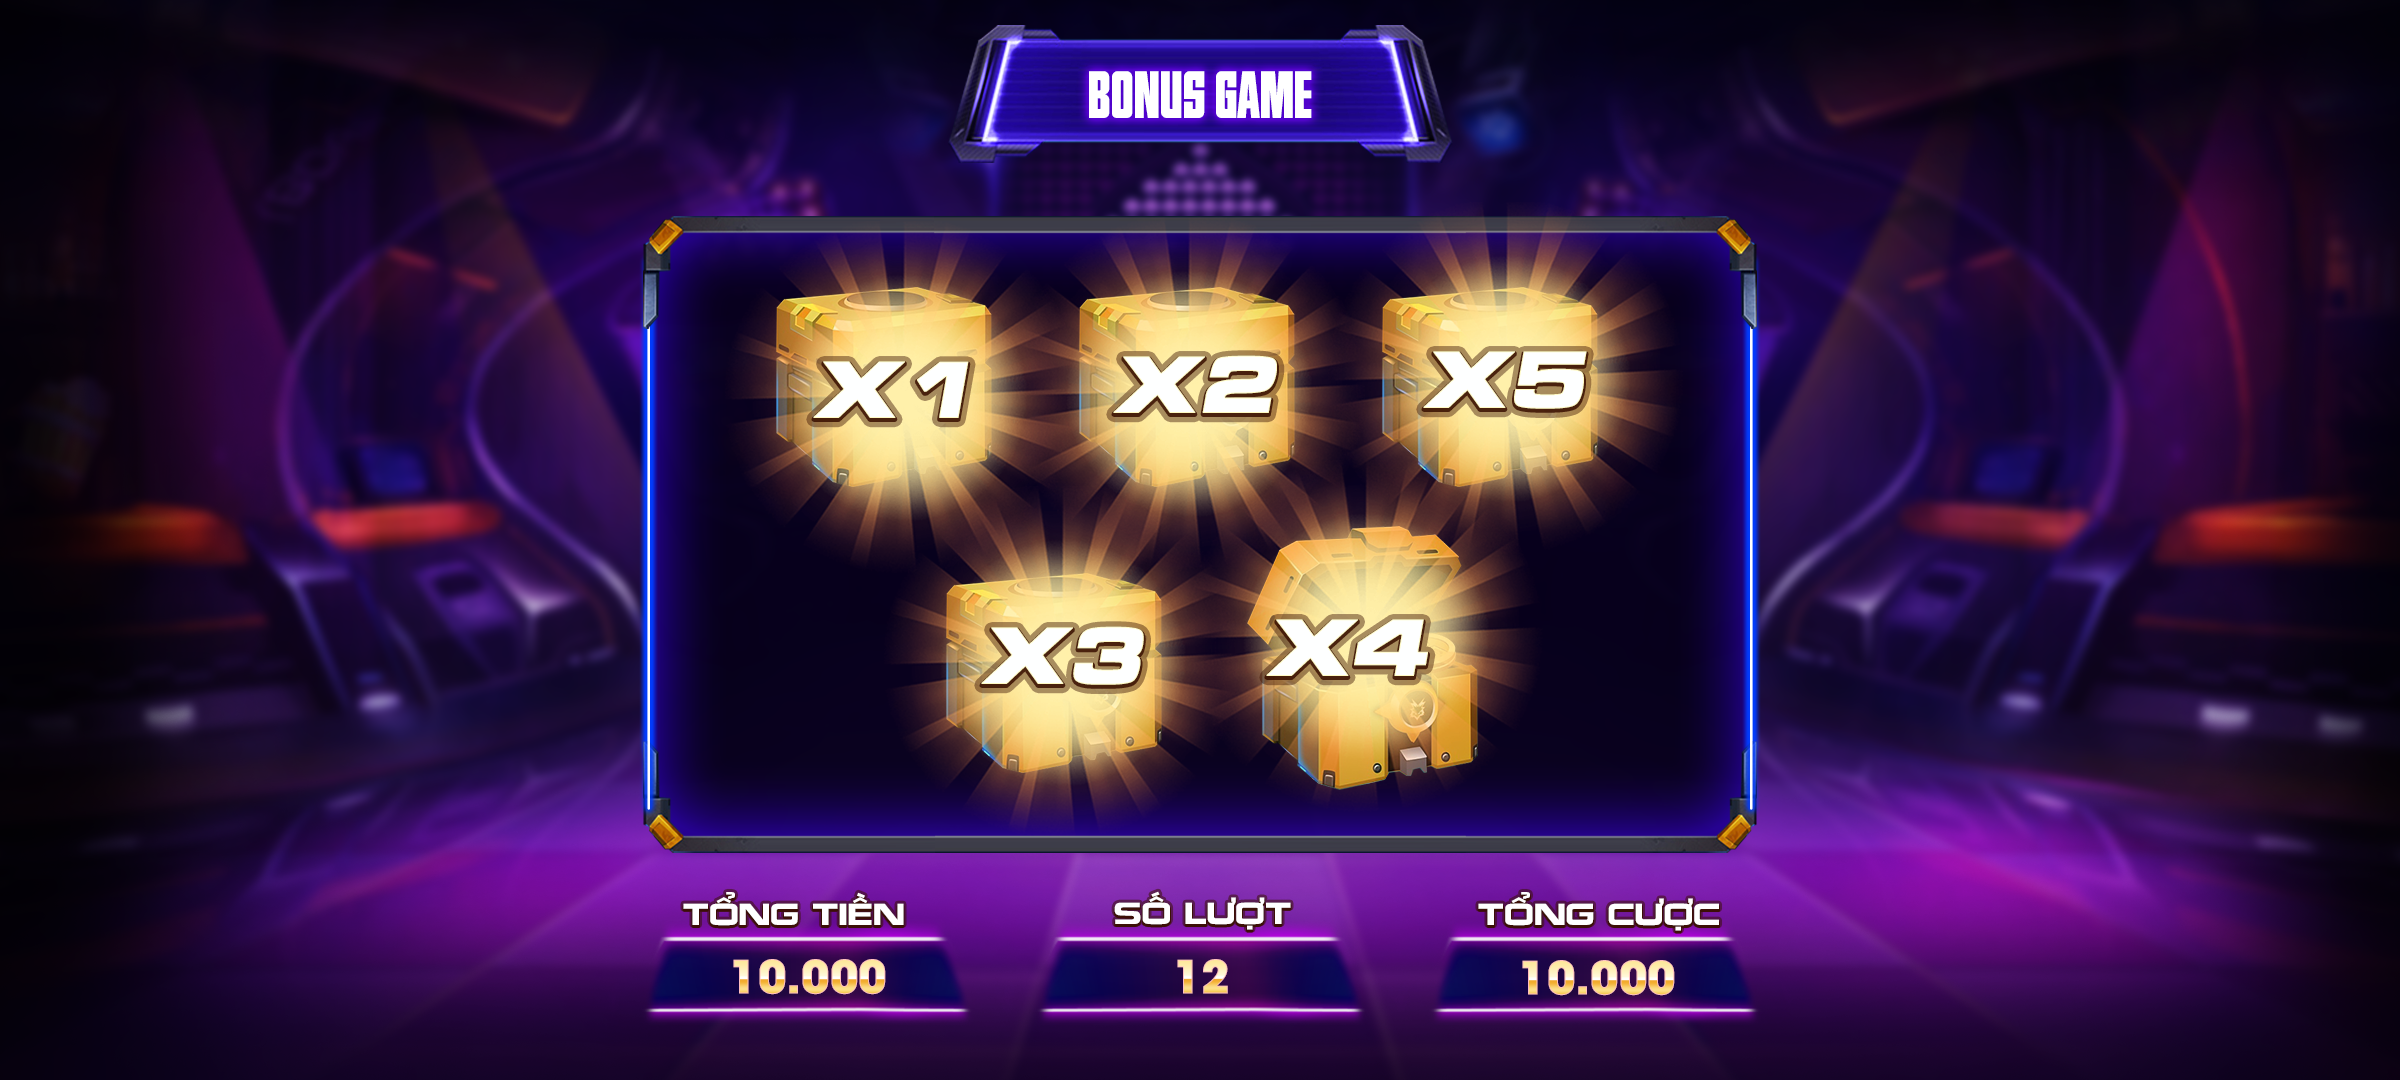 BONUS GAME
X1
X2
X5
X3
X4
TỔNG TIỀN
SỐ LƯỢT
TỔNG CƯỢC
10.000
12
10.000